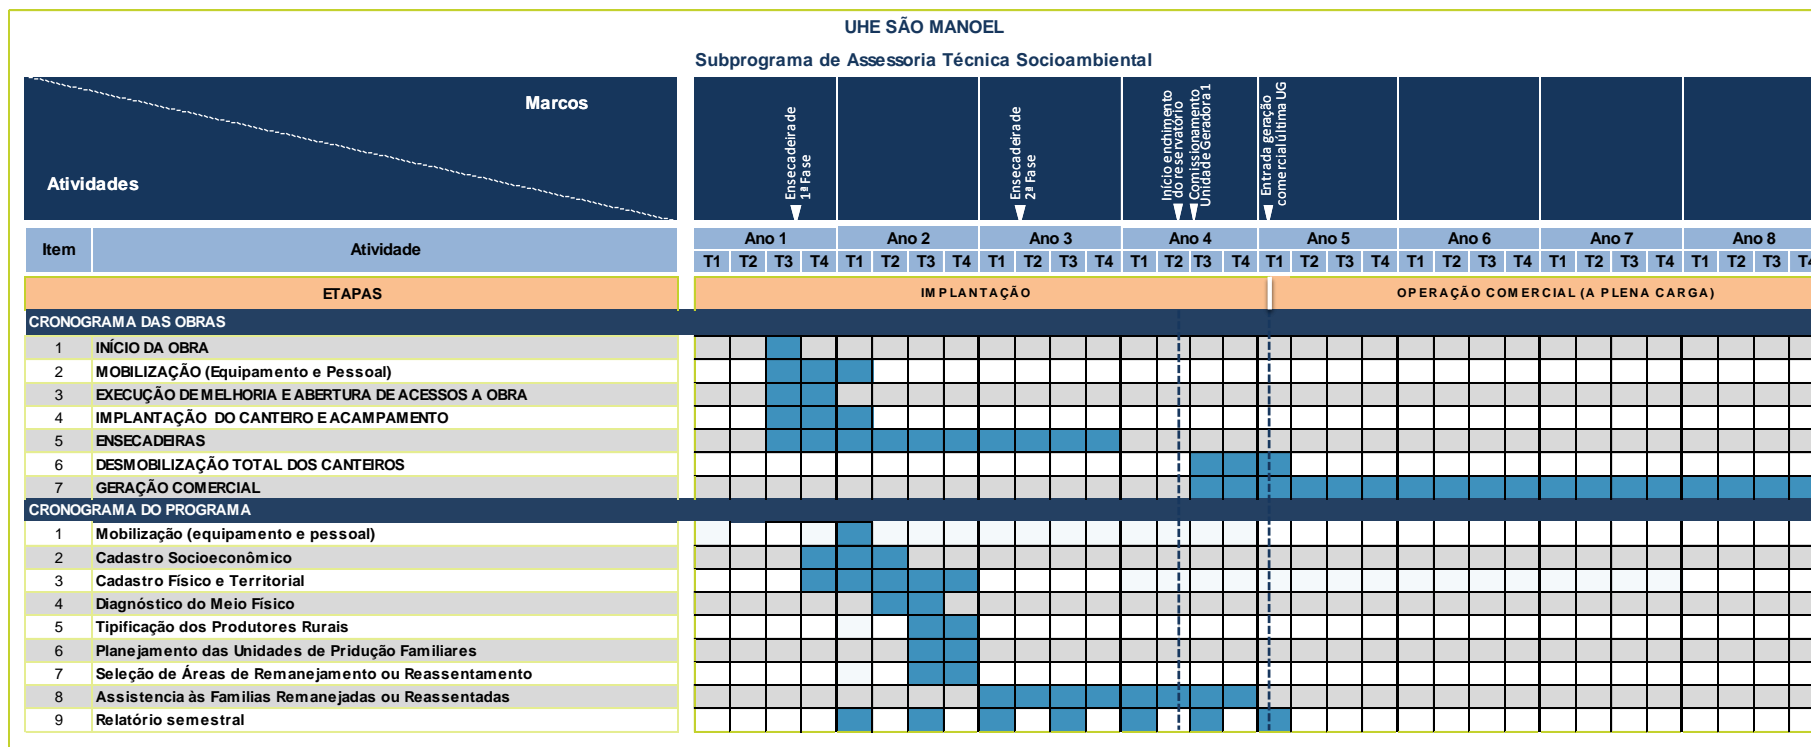 UHE SÃO MANOEL
Subprograma de Assessoria Técnica Socioambiental
Marcos
Atividades
Ensecadeira de
1ª Fase
Ensecadeira de
2ª Fase
Início enchimento
do reservatório
Comissionamento
Unidade Geradora 1
Entrada geração
comercial última UG
Item Atividade Ano 1 Ano 2 Ano 3 Ano 4 Ano 5 Ano 6 Ano 7 Ano 8
T1 T2 T3 T4 T1 T2 T3 T4 T1 T2 T3 T4 T1 T2 T3 T4 T1 T2 T3 T4 T1 T2 T3 T4 T1 T2 T3 T4 T1 T2 T3 T4
ETAPAS IMPLANTAÇÃO OPERAÇÃO COMERCIAL (A PLENA CARGA)
CRONOGRAMA DAS OBRAS
1 INÍCIO DA OBRA
2 MOBILIZAÇÃO (Equipamento e Pessoal)
3 EXECUÇÃO DE MELHORIA E ABERTURA DE ACESSOS A OBRA
4 IMPLANTAÇÃO DO CANTEIRO E ACAMPAMENTO
5 ENSECADEIRAS
6 DESMOBILIZAÇÃO TOTAL DOS CANTEIROS
7 GERAÇÃO COMERCIAL
CRONOGRAMA DO PROGRAMA
1 Mobilização (equipamento e pessoal)
2 Cadastro Socioeconômico
3 Cadastro Físico e Territorial
4 Diagnóstico do Meio Físico
5 Tipificação dos Produtores Rurais
6 Planejamento das Unidades de Pridução Familiares
7 Seleção de Áreas de Remanejamento ou Reassentamento
8 Assistencia às Familias Remanejadas ou Reassentadas
9 Relatório semestral